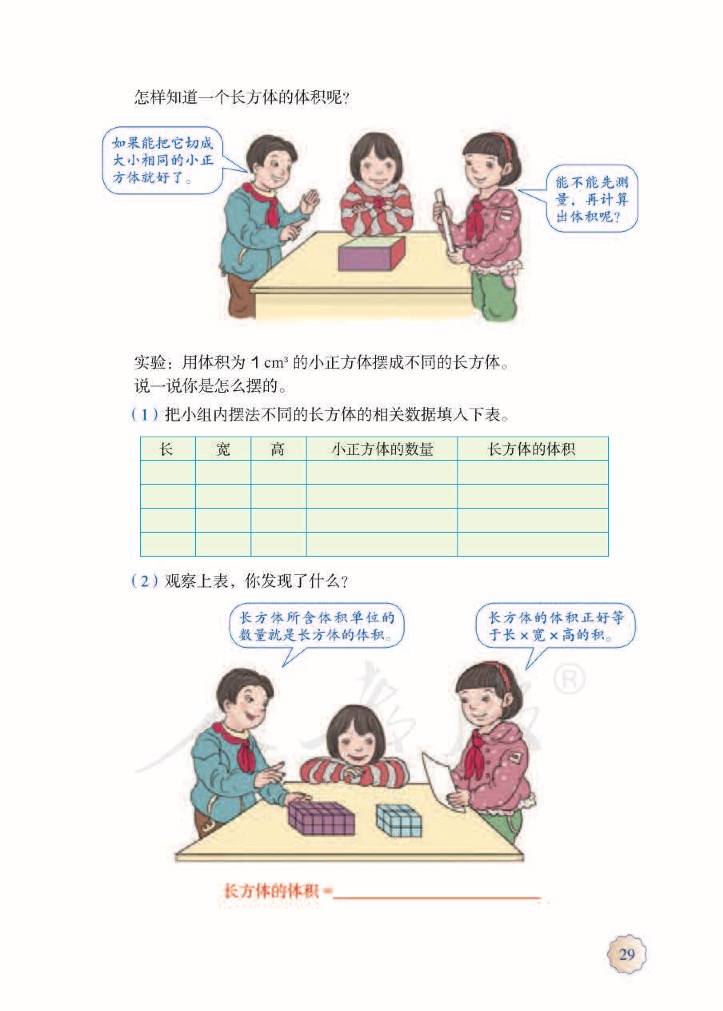 怎样知道一个长方体的体积呢？
如果能把它切成
大小相同的小正
方体就好了。
能不能先测
量，再计算
出体积呢？
实验：用体积为 1 cm³ 的小正方体摆成不同的长方体。
说一说你是怎么摆的。
（1）把小组内摆法不同的长方体的相关数据填入下表。
长 宽 高 小正方体的数量 长方体的体积
（2）观察上表，你发现了什么？
长方体所含体积单位的
数量就是长方体的体积。
长方体的体积正好等
于长×宽×高的积。
®
长方体的体积=
29